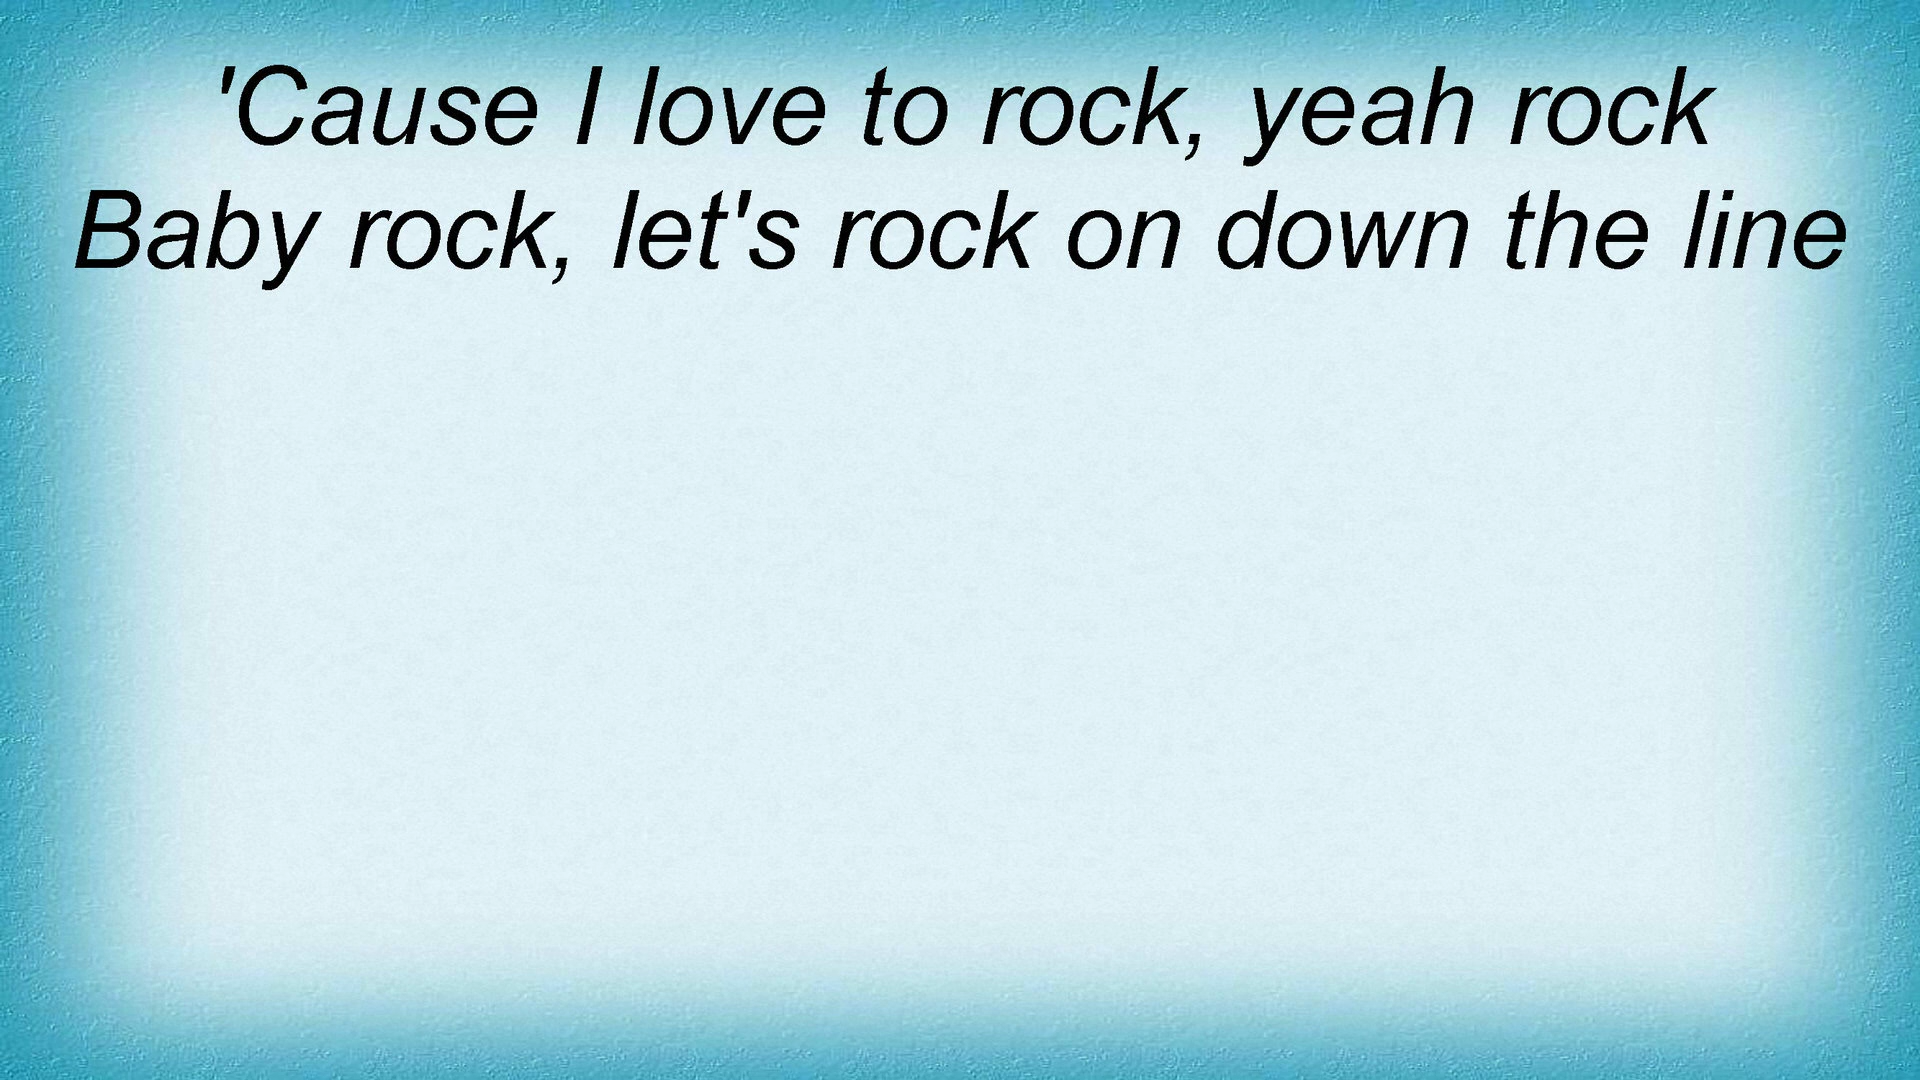 'Cause I love to rock, yeah rock
Baby rock, let's rock on down the line